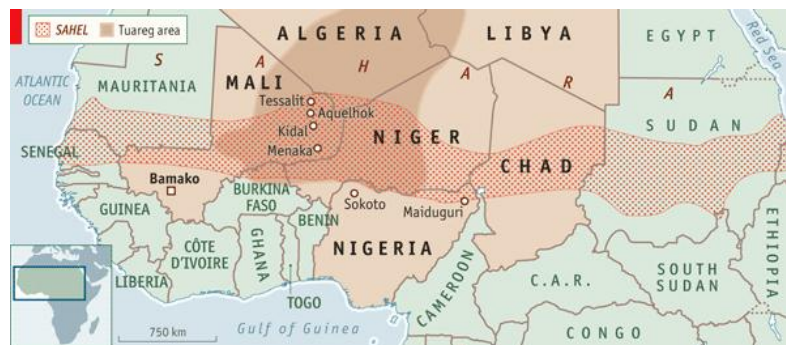 SAHEL
Tuareg area
ALGERIA
LIBYA
EGYPT
Red Sea
S A H A R A
ATLANTIC
OCEAN
MAURITANIA
MALI
Tessalit
Aquelhok
Kidal
Menaka
NIGER
CHAD
SUDAN
SENEGAL
Bamako
BURKINA
FASO
Sokoto
Maiduguri
GUINEA
BENIN
NIGERIA
CÔTE
D'IVOIRE
GHANA
CAMEROON
C.A.R.
SOUTH
SUDAN
ETHIOPIA
LIBERIA
TOGO
750 km
Gulf of Guinea
CONGO